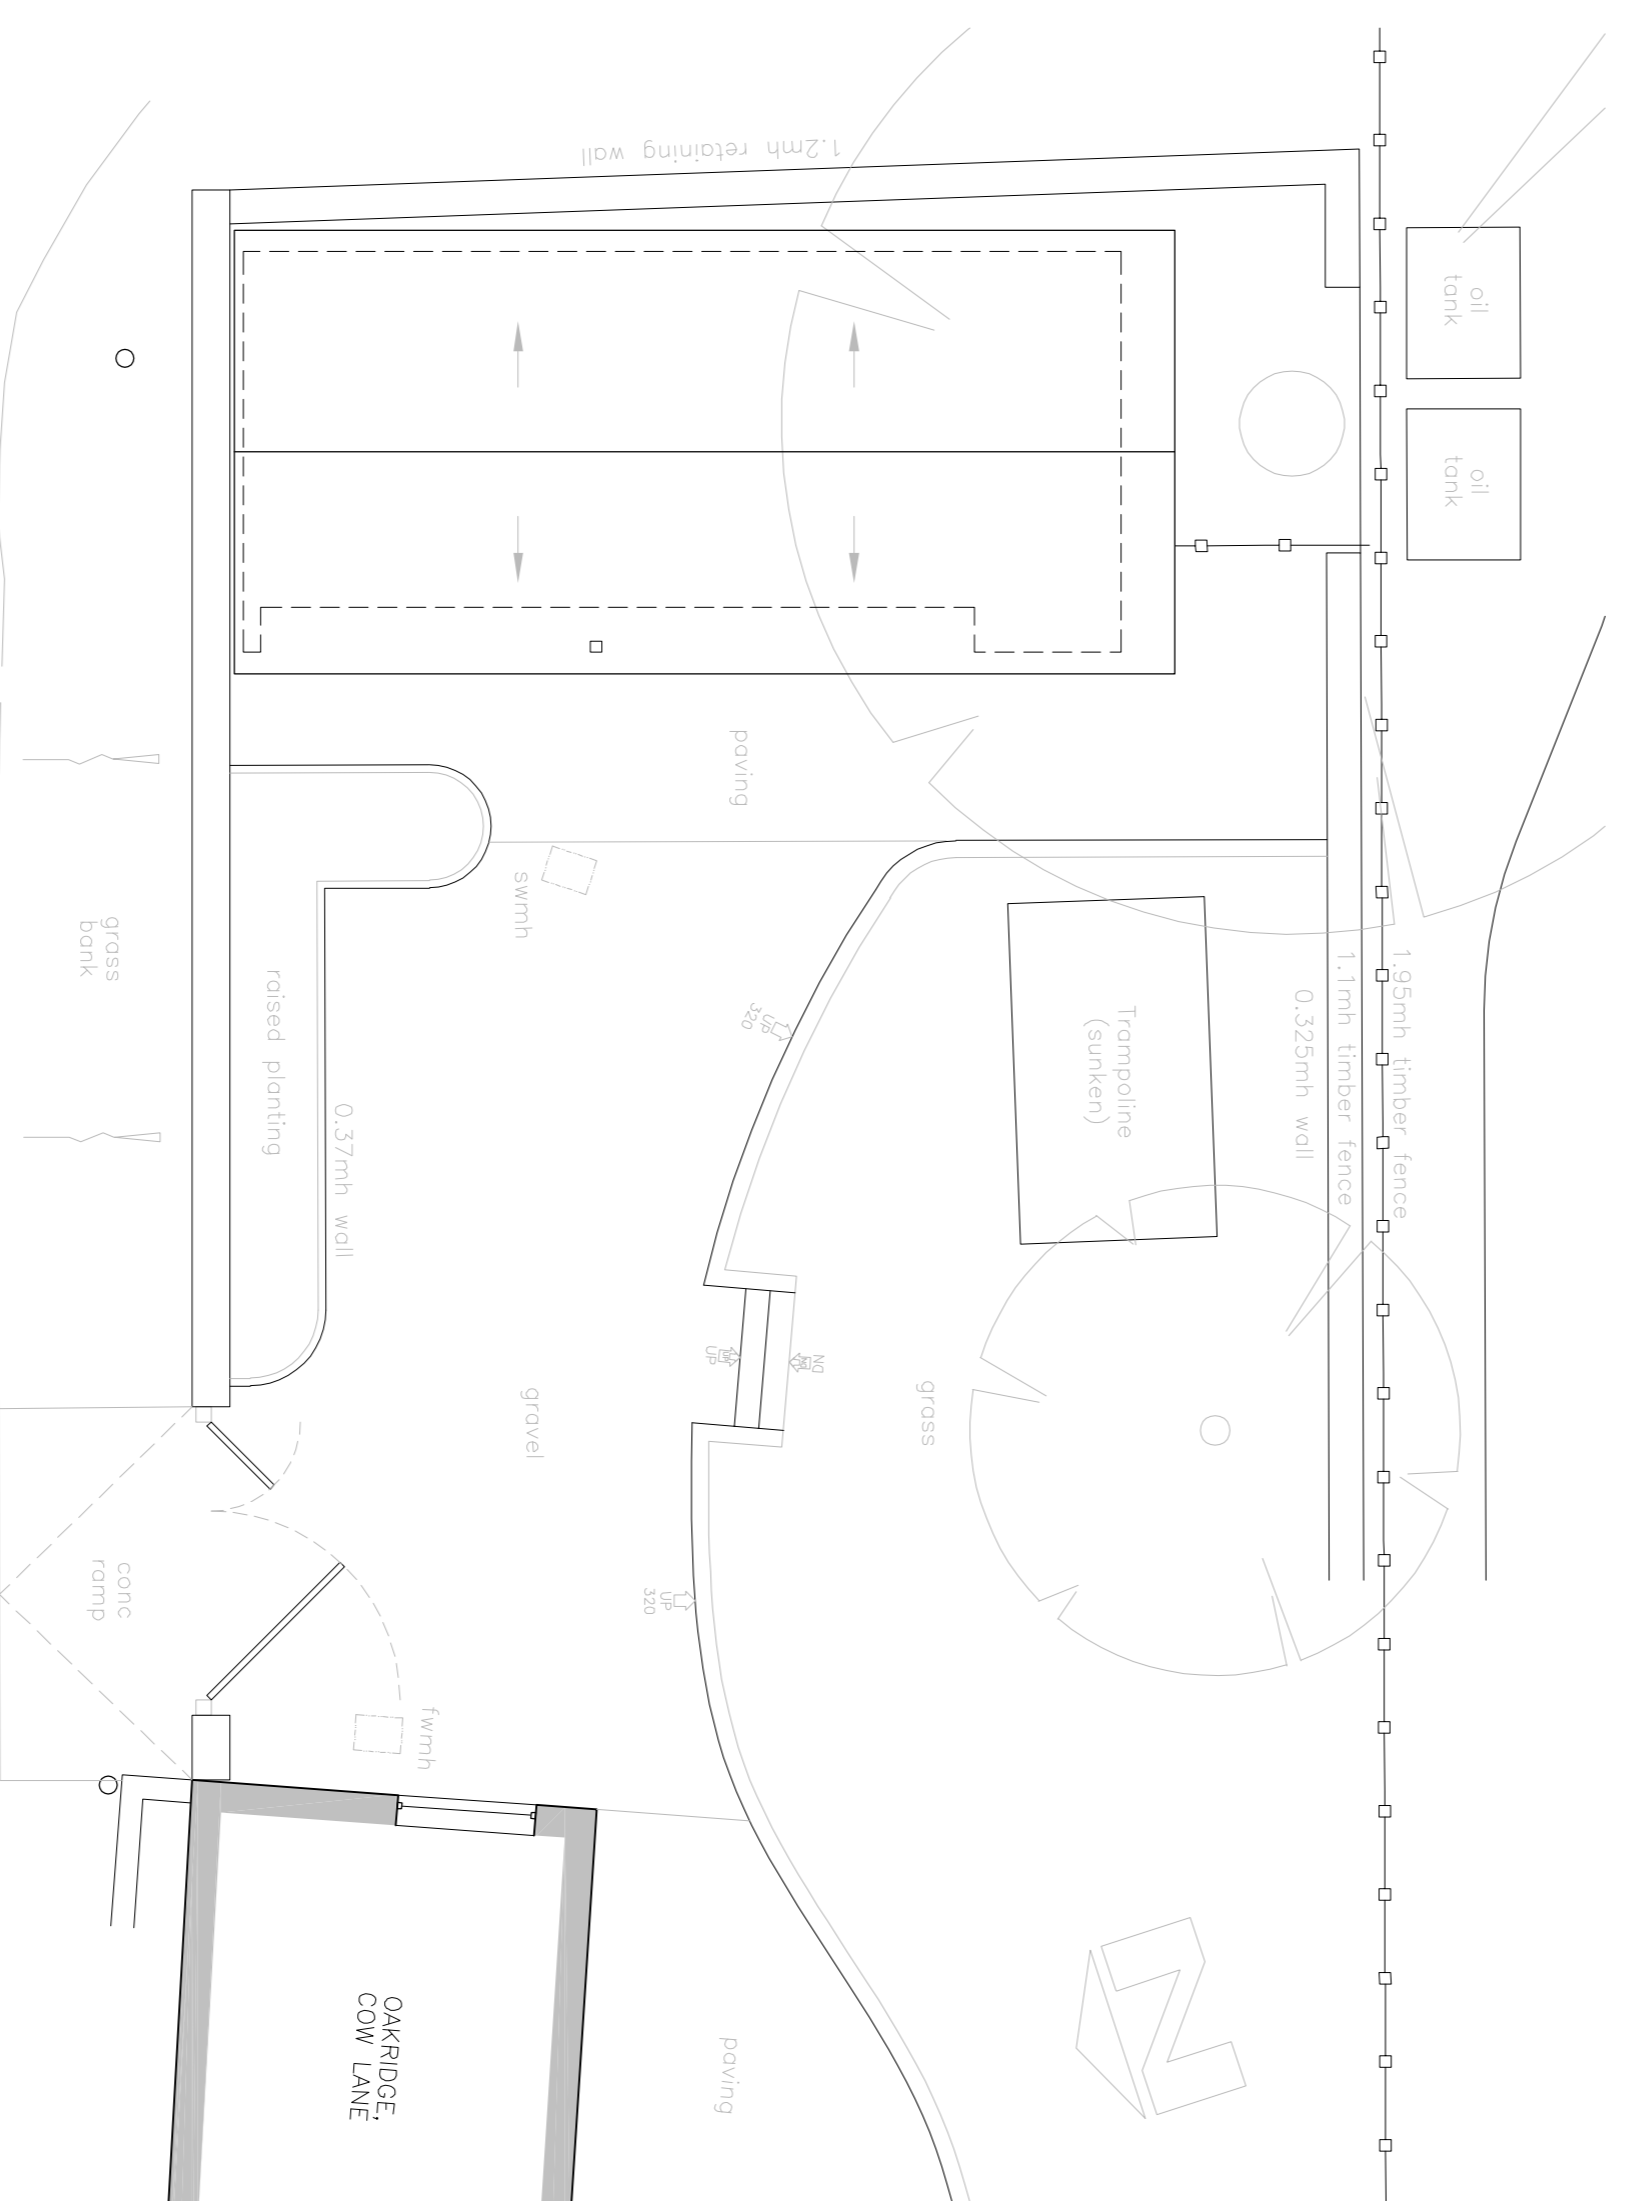 1.2mh retaining wall
oil
tank
oil
tank
paving
swmh
grass
bank
raised planting
0.37mh wall
UP
320
Trampoline
(sunken)
0.325mh wall
1.1mh timber fence
1.95mh timber fence
UP
DN
gravel
grass
conc
ramp
UP
320
fwmh
OAKRIDGE,
COW LANE
paving
N